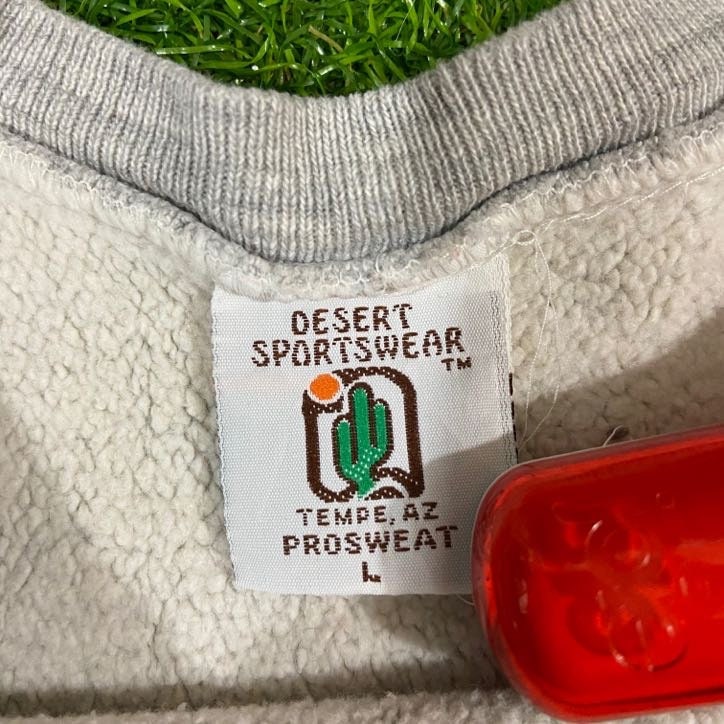 DESERT
SPORTSWEAR
TM
TEMPE, AZ
PROSWEAT
L